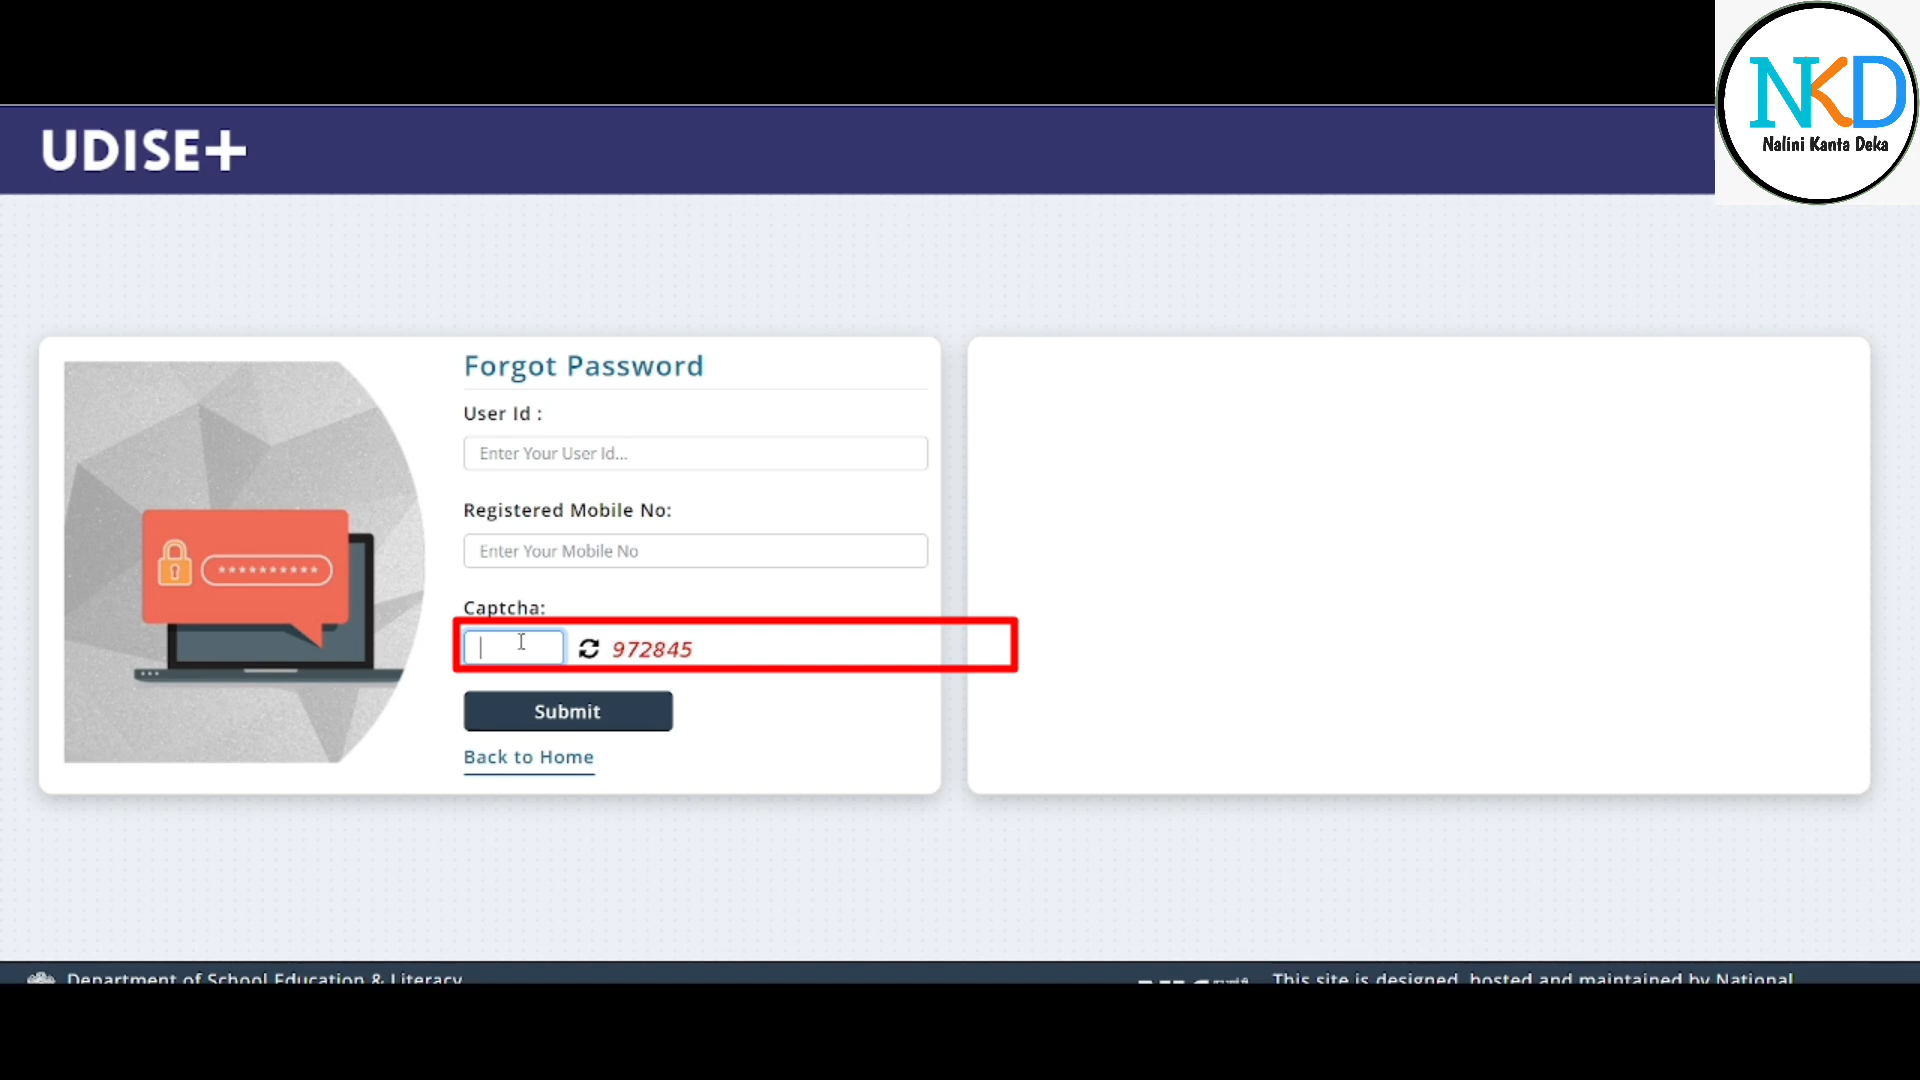 NKD
Nalini Kanta Deka
UDISE+
Forgot Password
User Id :
Enter Your User Id...
Registered Mobile No:
Enter Your Mobile No
**********
Captcha:
972845
Submit
Back to Home
Department of School Education & Literacy
This site is designed, hosted and maintained by National